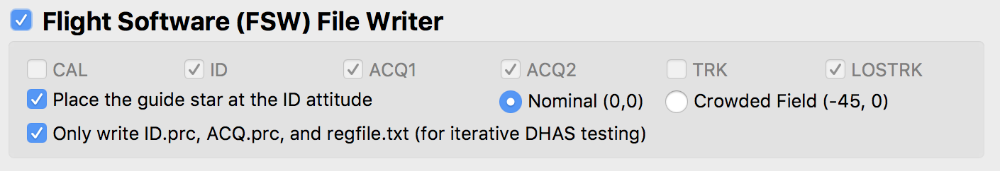 Flight Software (FSW) File Writer
CAL ID ACQ1 ACQ2 TRK LOSTRK
Place the guide star at the ID attitude Nominal (0,0) Crowded Field (-45, 0)
Only write ID.prc, ACQ.prc, and regfile.txt (for iterative DHAS testing)